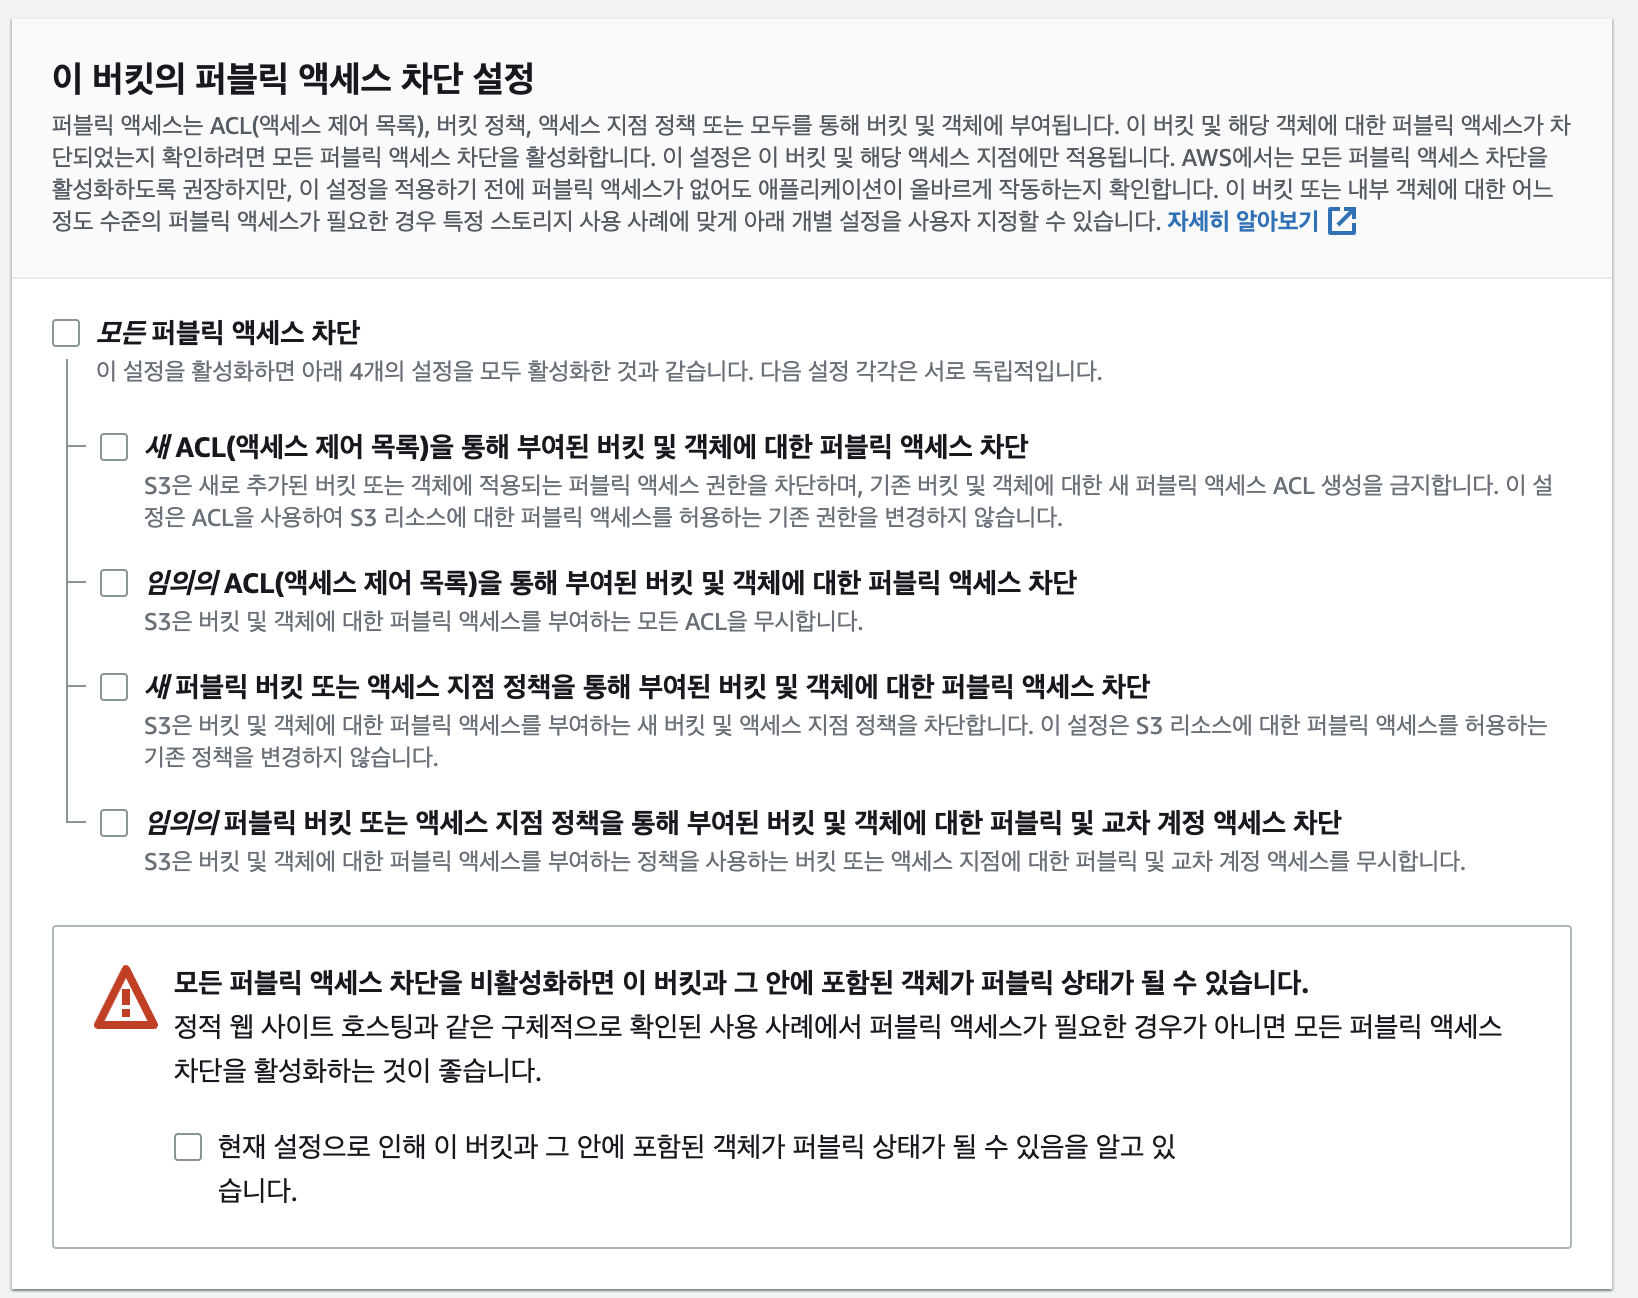 이 버킷의 퍼블릭 액세스 차단 설정
퍼블릭 액세스는 ACL(액세스 제어 목록), 버킷 정책, 액세스 지점 정책 또는 모두를 통해 버킷 및 객체에 부여됩니다. 이 버킷 및 해당 객체에 대한 퍼블릭 액세스가 차
단되었는지 확인하려면 모든 퍼블릭 액세스 차단을 활성화합니다. 이 설정은 이 버킷 및 해당 액세스 지점에만 적용됩니다. AWS에서는 모든 퍼블릭 액세스 차단을
활성화하도록 권장하지만, 이 설정을 적용하기 전에 퍼블릭 액세스가 없어도 애플리케이션이 올바르게 작동하는지 확인합니다. 이 버킷 또는 내부 객체에 대한 어느
정도 수준의 퍼블릭 액세스가 필요한 경우 특정 스토리지 사용 사례에 맞게 아래 개별 설정을 사용자 지정할 수 있습니다. 자세히 알아보기
모든 퍼블릭 액세스 차단
이 설정을 활성화하면 아래 4개의 설정을 모두 활성화한 것과 같습니다. 다음 설정 각각은 서로 독립적입니다.
새 ACL(액세스 제어 목록)을 통해 부여된 버킷 및 객체에 대한 퍼블릭 액세스 차단
S3은 새로 추가된 버킷 또는 객체에 적용되는 퍼블릭 액세스 권한을 차단하며, 기존 버킷 및 객체에 대한 새 퍼블릭 액세스 ACL 생성을 금지합니다. 이 설
정은 ACL을 사용하여 S3 리소스에 대한 퍼블릭 액세스를 허용하는 기존 권한을 변경하지 않습니다.
임의의 ACL(액세스 제어 목록)을 통해 부여된 버킷 및 객체에 대한 퍼블릭 액세스 차단
S3은 버킷 및 객체에 대한 퍼블릭 액세스를 부여하는 모든 ACL을 무시합니다.
새 퍼블릭 버킷 또는 액세스 지점 정책을 통해 부여된 버킷 및 객체에 대한 퍼블릭 액세스 차단
S3은 버킷 및 객체에 대한 퍼블릭 액세스를 부여하는 새 버킷 및 액세스 지점 정책을 차단합니다. 이 설정은 S3 리소스에 대한 퍼블릭 액세스를 허용하는
기존 정책을 변경하지 않습니다.
임의의 퍼블릭 버킷 또는 액세스 지점 정책을 통해 부여된 버킷 및 객체에 대한 퍼블릭 및 교차 계정 액세스 차단
S3은 버킷 및 객체에 대한 퍼블릭 액세스를 부여하는 정책을 사용하는 버킷 또는 액세스 지점에 대한 퍼블릭 및 교차 계정 액세스를 무시합니다.
모든 퍼블릭 액세스 차단을 비활성화하면 이 버킷과 그 안에 포함된 객체가 퍼블릭 상태가 될 수 있습니다.
정적 웹 사이트 호스팅과 같은 구체적으로 확인된 사용 사례에서 퍼블릭 액세스가 필요한 경우가 아니면 모든 퍼블릭 액세스
차단을 활성화하는 것이 좋습니다.
현재 설정으로 인해 이 버킷과 그 안에 포함된 객체가 퍼블릭 상태가 될 수 있음을 알고 있
습니다.